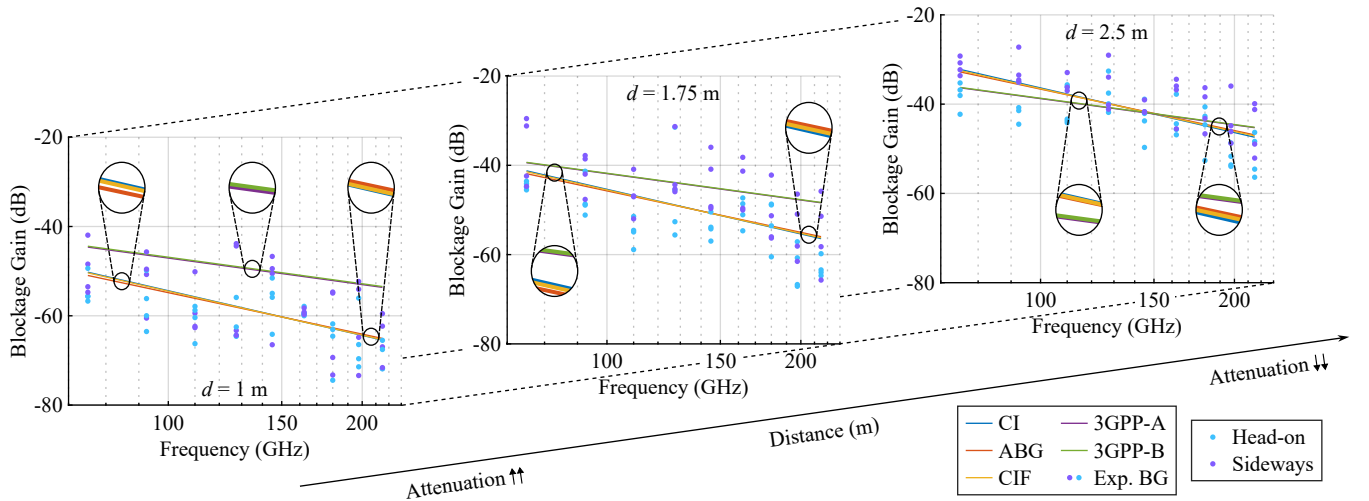 -20
-40
-60
-80
Blockage Gain (dB)
100
150
200
Frequency (GHz)
d = 1 m
-20
-40
-60
-80
Blockage Gain (dB)
100
150
200
Frequency (GHz)
d = 1.75 m
-20
-40
-60
-80
Blockage Gain (dB)
100
150
200
Frequency (GHz)
d = 2.5 m
Attenuation ↑↑
Distance (m)
Attenuation ↓↓
CI
ABG
CIF
3GPP-A
3GPP-B
Exp. BG
Head-on
Sideways